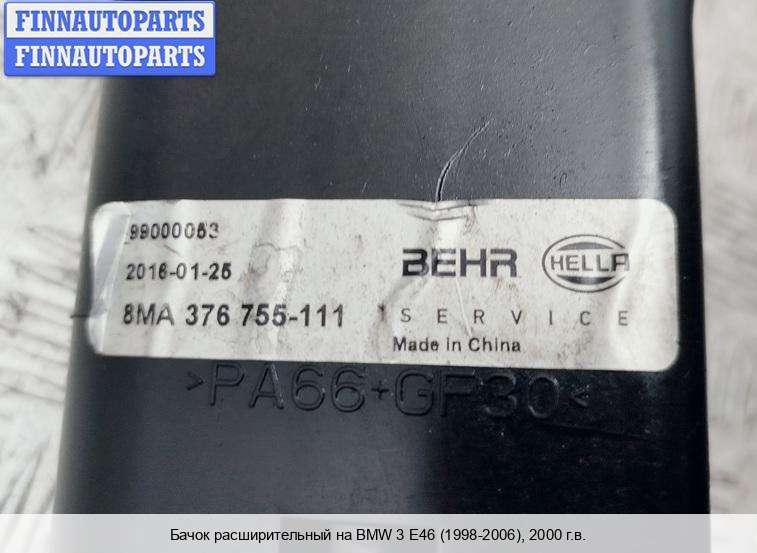 FINNAUTOPARTS
FINNAUTOPARTS
99000053
2016-01-25
8MA 376 755-111
BEHR HELLA
SERVICE
Made in China
>PA66+GF30<
Бачок расширительный на BMW 3 E46 (1998-2006), 2000 г.в.